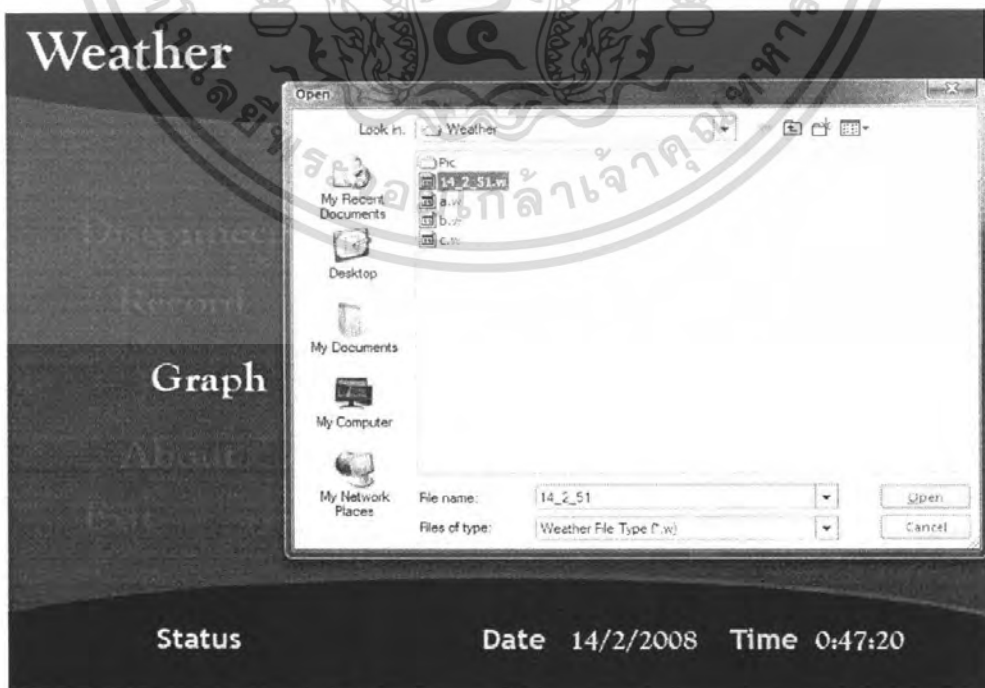 Weather
Open
Look in:
Weather
Pic
14_2_51.w
a.w
b.w
c.w
My Recent
Documents
Desktop
My Documents
My Computer
My Network
Places
File name:
14_2_51
Open
Files of type:
Weather File Type (*.w)
Cancel
Record
Graph
About
Status
Date 14/2/2008 Time 0:47:20